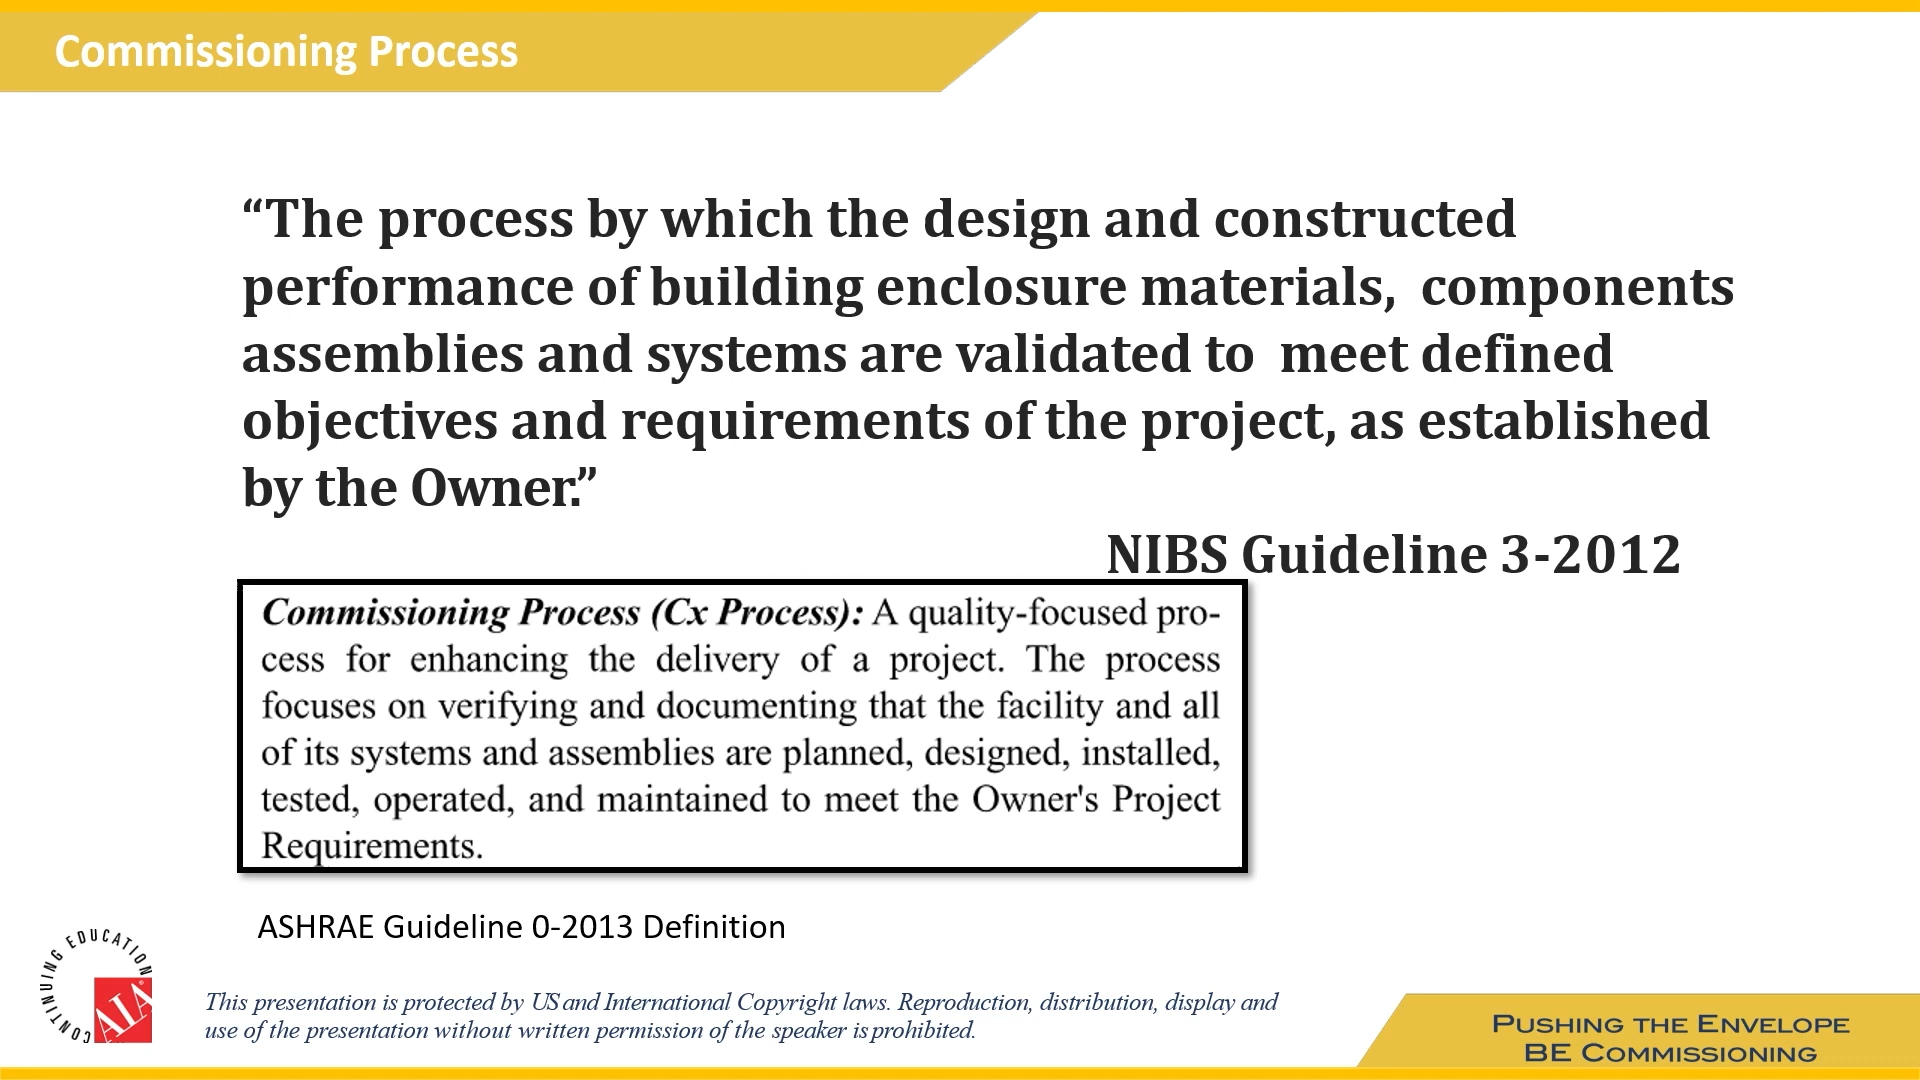 Commissioning Process
“The process by which the design and constructed
performance of building enclosure materials,  components
assemblies and systems are validated to  meet defined
objectives and requirements of the project, as established
by the Owner.”
NIBS Guideline 3-2012
Commissioning Process (Cx Process): A quality-focused pro-
cess for enhancing the delivery of a project. The process
focuses on verifying and documenting that the facility and all
of its systems and assemblies are planned, designed, installed,
tested, operated, and maintained to meet the Owner's Project
Requirements.
ASHRAE Guideline 0-2013 Definition
CONTINUING EDUCATION
AIA®
This presentation is protected by US and International Copyright laws. Reproduction, distribution, display and
use of the presentation without written permission of the speaker is prohibited.
PUSHING THE ENVELOPE
BE COMMISSIONING